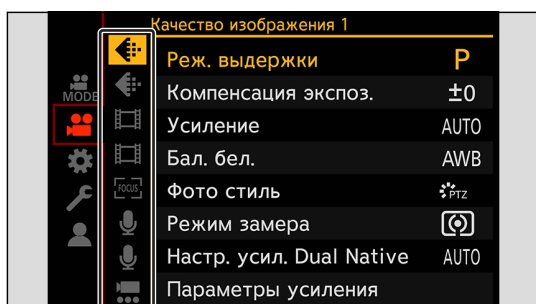 Качество изображения 1
Реж. выдержки P
Компенсация экспоз. ±0
Усиление AUTO
Бал. бел. AWB
Фото стиль PTZ
Режим замера
Настр. усил. Dual Native AUTO
Параметры усиления
MODE
FOCUS